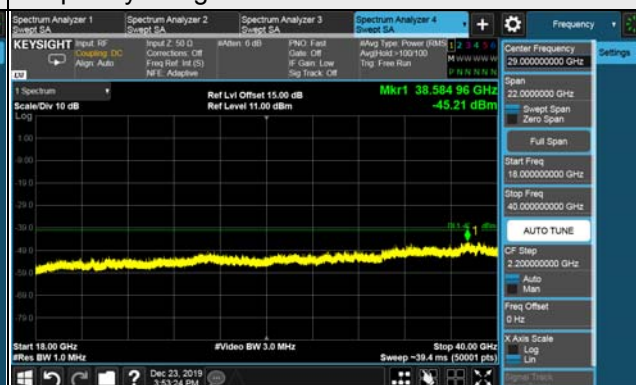 Spectrum Analyzer 1
Swept SA
Spectrum Analyzer 2
Swept SA
Spectrum Analyzer 3
Swept SA
Spectrum Analyzer 4
Swept SA
+
Frequency
KEYSIGHT
Input: RF
Coupling: DC
Align: Auto
Input Z: 50 Ω
Corrections: Off
Freq Ref: Int (S)
NFE: Adaptive
#Atten: 0 dB
PNO: Fast
Gate: Off
IF Gain: Low
Sig Track: Off
#Avg Type: Power (RMS
Avg|Hold:>100/100
Trig: Free Run
1 2 3 4 5 6
M W W W W W
P N N N N N
LXI
1 Spectrum
Scale/Div 10 dB
Log
Ref Lvl Offset 15.00 dB
Ref Level 11.00 dBm
Mkr1 38.584 96 GHz
-45.21 dBm
1.00
-9.00
-19.0
-29.0
-39.0
-49.0
-59.0
-69.0
-79.0
1
Start 18.00 GHz
#Res BW 1.0 MHz
#Video BW 3.0 MHz
Stop 40.00 GHz
Sweep ~39.4 ms (50001 pts)
Dec 23, 2019
3:53:24 PM
Center Frequency
29.000000000 GHz
Settings
Span
22.0000000 GHz
Swept Span
Zero Span
Full Span
Start Freq
18.000000000 GHz
Stop Freq
40.000000000 GHz
AUTO TUNE
CF Step
2.200000000 GHz
Auto
Man
Freq Offset
0 Hz
X Axis Scale
Log
Lin
Signal Track